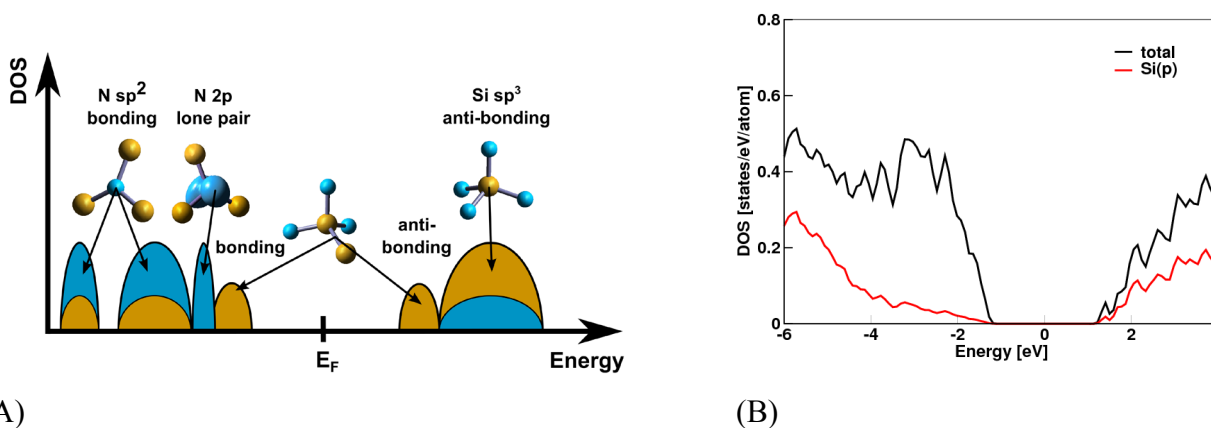 DOS
N sp2
bonding
N 2p
lone pair
Si sp3
anti-bonding
bonding
anti-
bonding
EF
Energy
A)
0.8
0.6
0.4
0.2
0
DOS [states/eV/atom]
total
Si(p)
-6
-4
-2
0
2
Energy [eV]
(B)